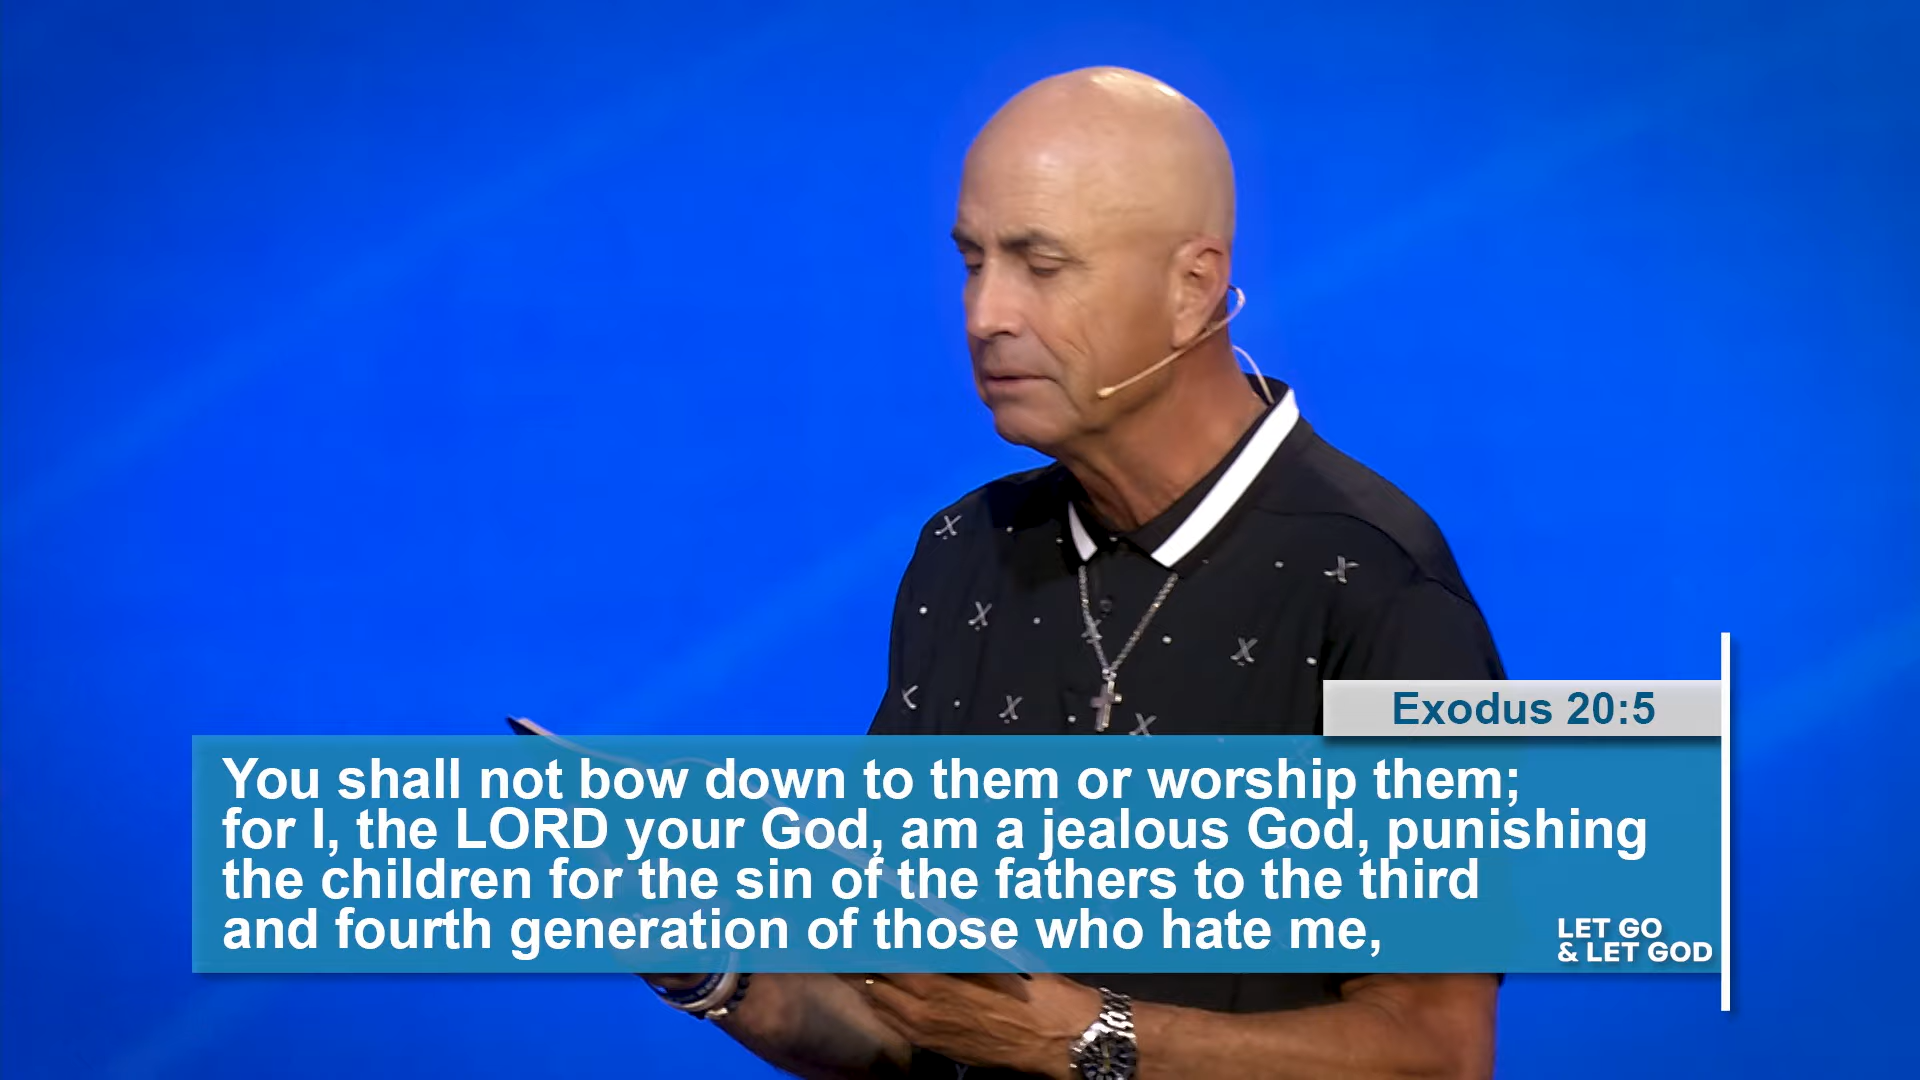 Exodus 20:5
You shall not bow down to them or worship them;
for I, the LORD your God, am a jealous God, punishing
the children for the sin of the fathers to the third
and fourth generation of those who hate me,
LET GO
& LET GOD